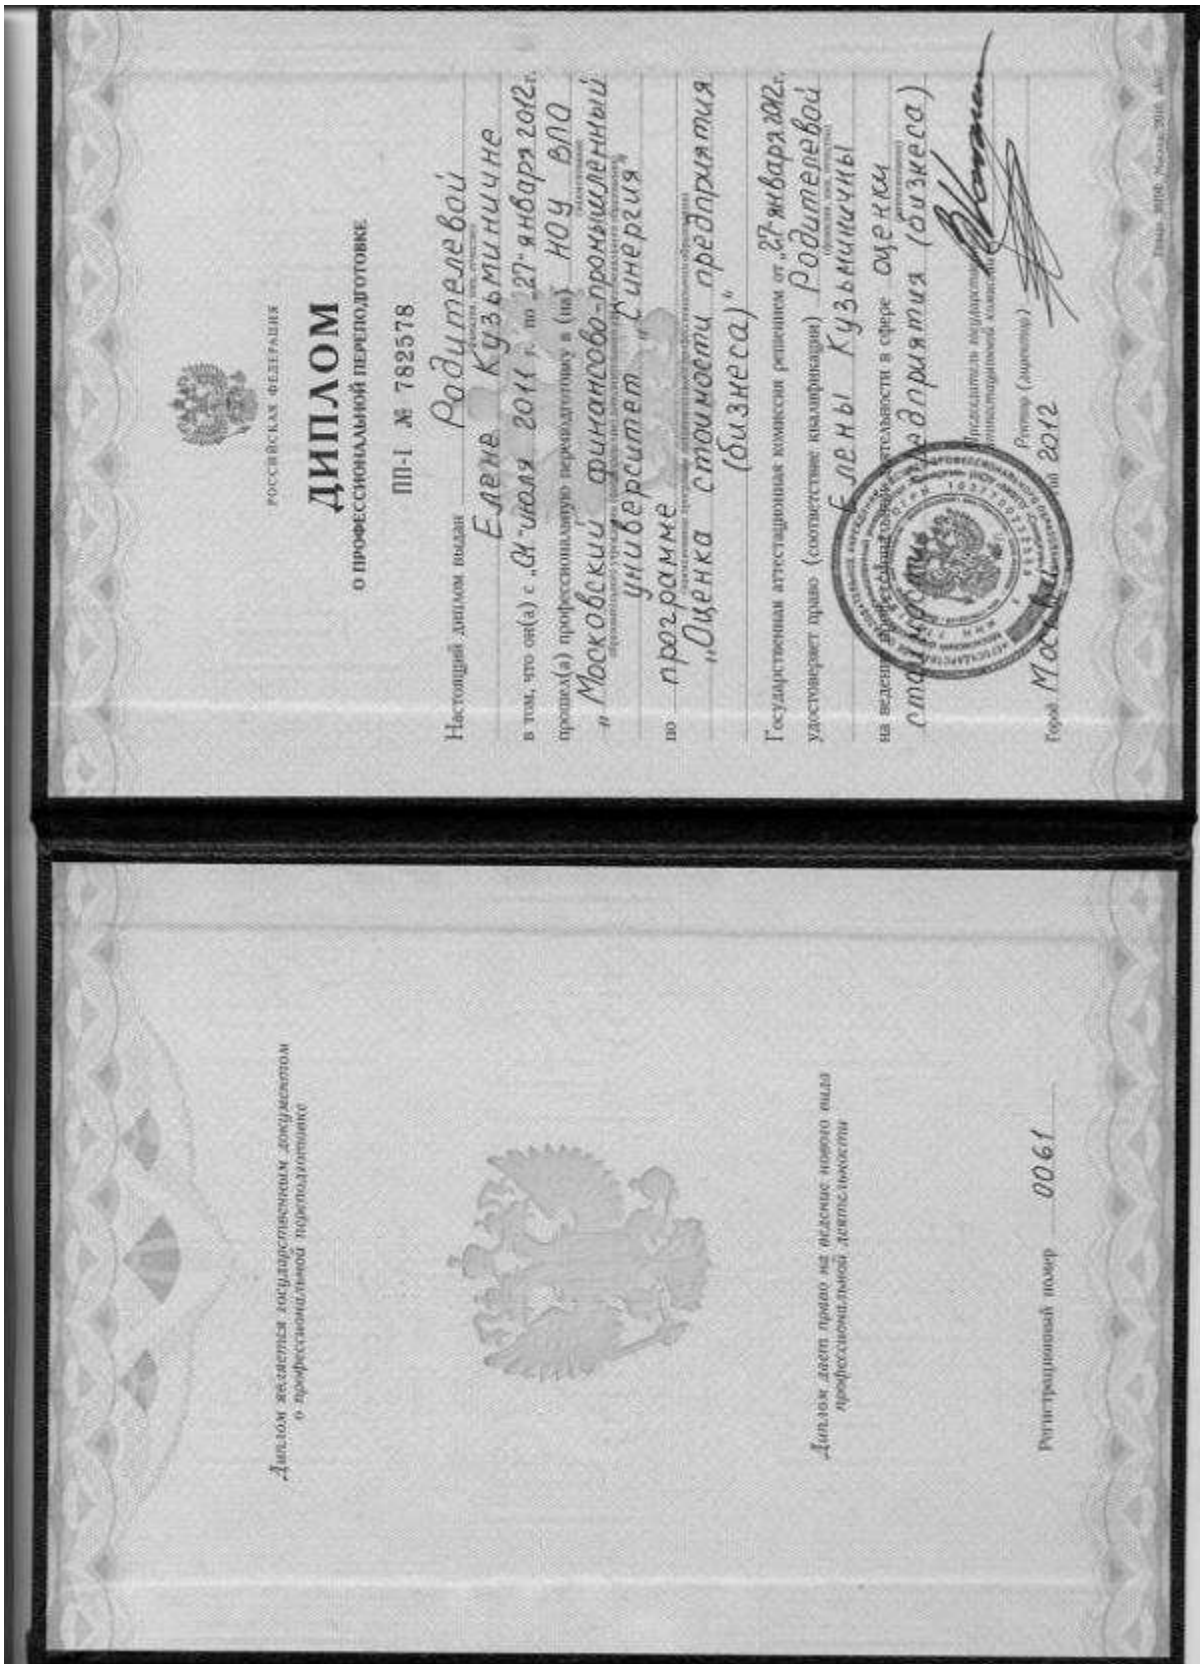 Диплом является государственным документом
о профессиональной переподготовке
Диплом дает право на ведение нового вида
профессиональной деятельности
Регистрационный номер 0061
РОССИЙСКАЯ ФЕДЕРАЦИЯ
ДИПЛОМ
О ПРОФЕССИОНАЛЬНОЙ ПЕРЕПОДГОТОВКЕ
ПП-I № 782578
Настоящий диплом выдан Родителевой
Елене Кузьминичне
в том, что он(а) с „01“ июля 2011 г. по „27“ января 2012 г.
прошел(а) профессиональную переподготовку в (на) НОУ ВПО
„Московский финансово-промышленный
университет „Синергия“
по программе
„Оценка стоимости предприятия
(бизнеса)“
Государственная аттестационная комиссия решением от „27“ января 2012 г.
удостоверяет право (соответствие квалификации) Родителевой
(фамилия, имя, отчество)
Елены Кузьминичны
на ведение профессиональной деятельности в сфере оценки
стоимости предприятия (бизнеса)
Председатель государственной
аттестационной комиссии
Ректор (директор)
Город Москва 2012